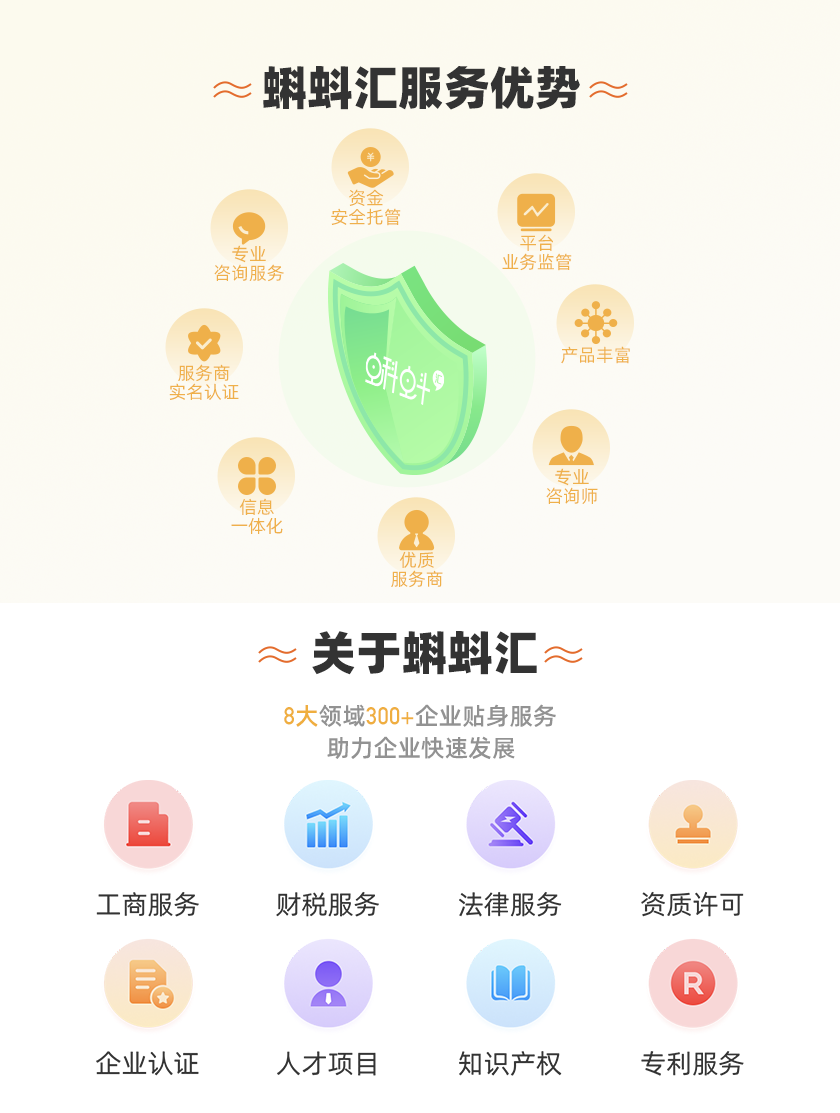 蝌蚪汇服务优势
资金
安全托管
平台
业务监管
专业
咨询服务
产品丰富
服务商
实名认证
蝌蚪汇
专业
咨询师
信息
一体化
优质
服务商
关于蝌蚪汇
8大领域300+企业贴身服务
助力企业快速发展
工商服务
财税服务
法律服务
资质许可
企业认证
人才项目
知识产权
R
专利服务